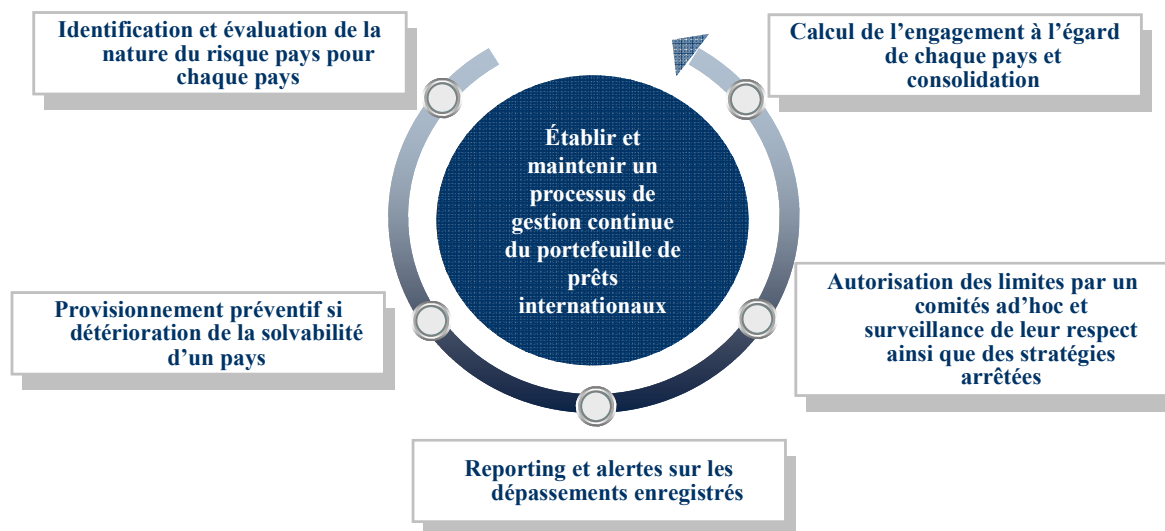 Identification et évaluation de la
nature du risque pays pour
chaque pays
Calcul de l’engagement à l’égard
de chaque pays et
consolidation
Établir et
maintenir un
processus de
gestion continue
du portefeuille de
prêts
internationaux
Provisionnement préventif si
détérioration de la solvabilité
d’un pays
Autorisation des limites par un
comités ad’hoc et
surveillance de leur respect
ainsi que des stratégies
arrêtées
Reporting et alertes sur les
dépassements enregistrés